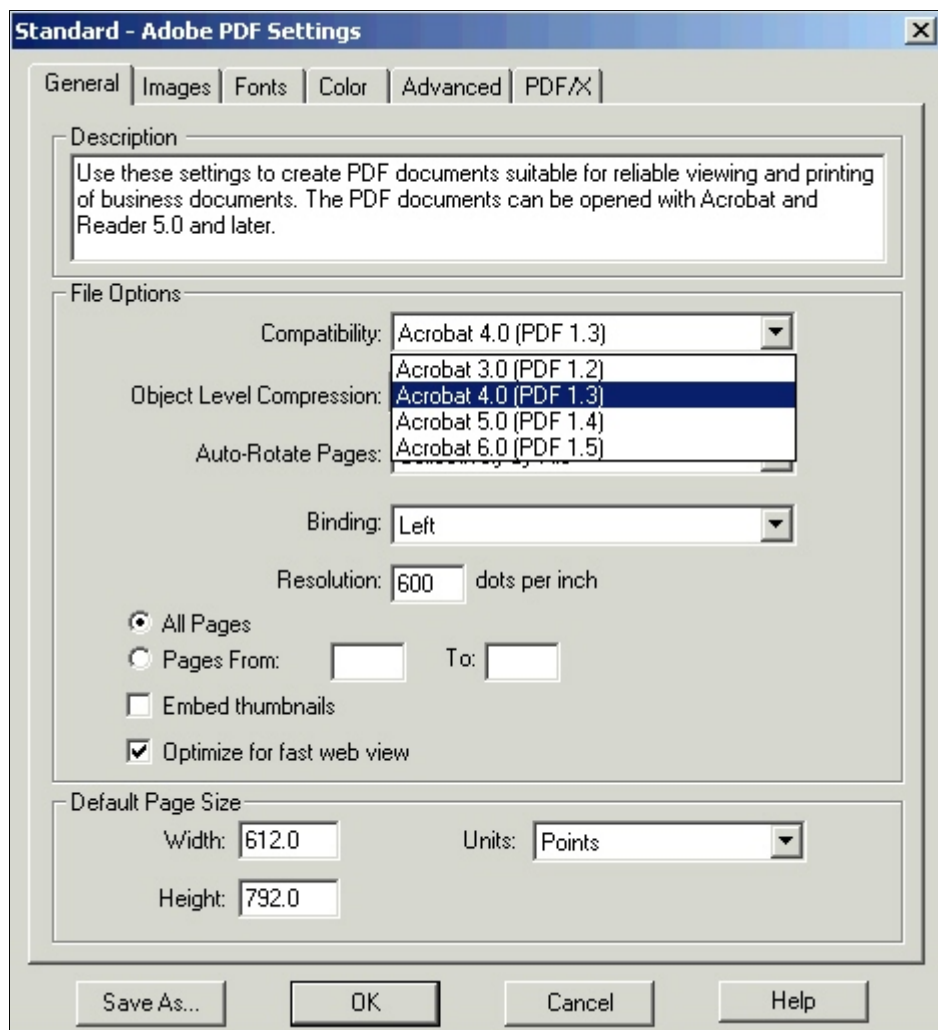 Standard - Adobe PDF Settings
General Images Fonts Color Advanced PDF/X
Description
Use these settings to create PDF documents suitable for reliable viewing and printing
of business documents. The PDF documents can be opened with Acrobat and
Reader 5.0 and later.
File Options
Compatibility: Acrobat 4.0 (PDF 1.3)
Acrobat 3.0 (PDF 1.2)
Object Level Compression: Acrobat 4.0 (PDF 1.3)
Acrobat 5.0 (PDF 1.4)
Auto-Rotate Pages: Acrobat 6.0 (PDF 1.5)
Binding: Left
Resolution: 600 dots per inch
All Pages
Pages From: To:
Embed thumbnails
Optimize for fast web view
Default Page Size
Width: 612.0 Units: Points
Height: 792.0
Save As... OK Cancel Help